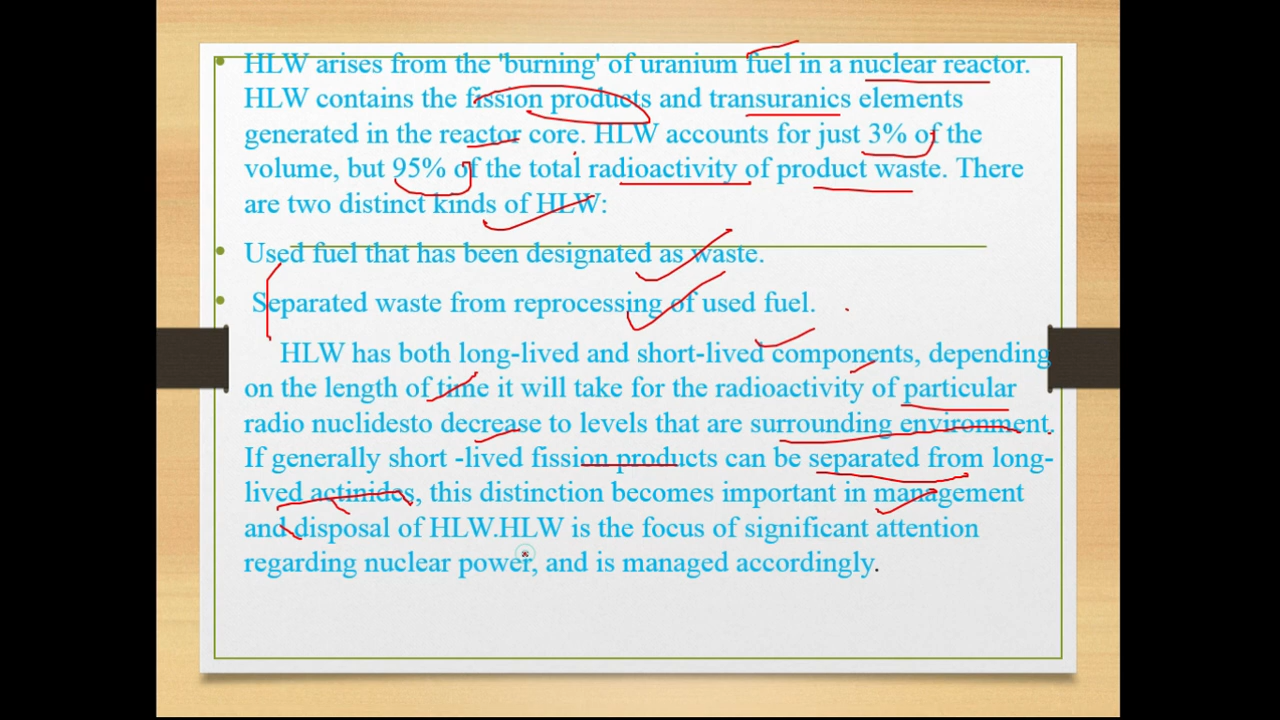 • HLW arises from the 'burning' of uranium fuel in a nuclear reactor.
HLW contains the fission products and transuranics elements
generated in the reactor core. HLW accounts for just 3% of the
volume, but 95% of the total radioactivity of product waste. There
are two distinct kinds of HLW:
• Used fuel that has been designated as waste.
• Separated waste from reprocessing of used fuel.
HLW has both long-lived and short-lived components, depending
on the length of time it will take for the radioactivity of particular
radio nuclidesto decrease to levels that are surrounding environment.
If generally short -lived fission products can be separated from long-
lived actinides, this distinction becomes important in management
and disposal of HLW.HLW is the focus of significant attention
regarding nuclear power, and is managed accordingly.